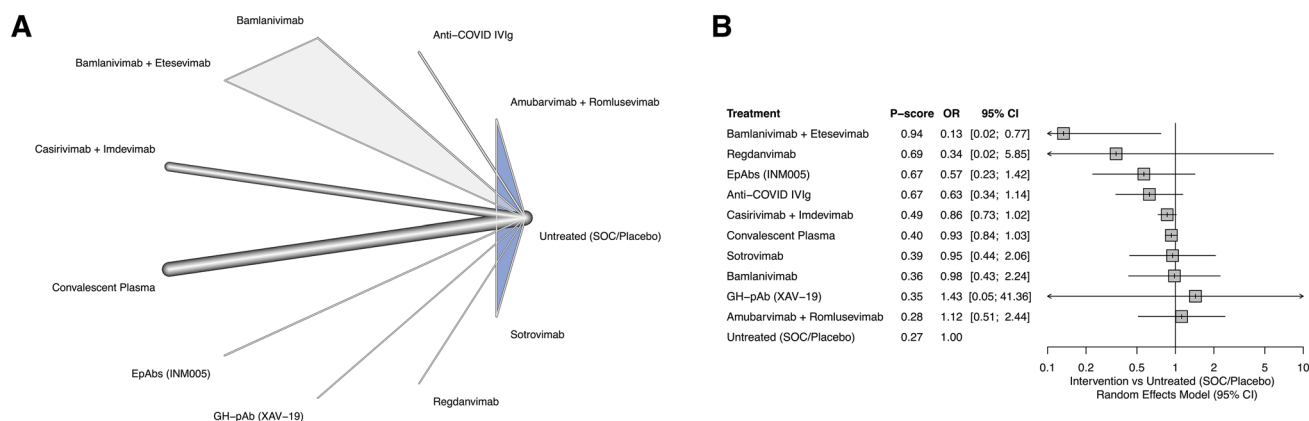 A
Bamlanivimab
Anti−COVID IVIg
Bamlanivimab + Etesevimab
Amubarvimab + Romlusevimab
Casirivimab + Imdevimab
Untreated (SOC/Placebo)
Convalescent Plasma
Sotrovimab
EpAbs (INM005)
Regdanvimab
GH−pAb (XAV−19)
B
Treatment P−score OR 95% CI
Bamlanivimab + Etesevimab 0.94 0.13 [0.02; 0.77]
Regdanvimab 0.69 0.34 [0.02; 5.85]
EpAbs (INM005) 0.67 0.57 [0.23; 1.42]
Anti−COVID IVIg 0.67 0.63 [0.34; 1.14]
Casirivimab + Imdevimab 0.49 0.86 [0.73; 1.02]
Convalescent Plasma 0.40 0.93 [0.84; 1.03]
Sotrovimab 0.39 0.95 [0.44; 2.06]
Bamlanivimab 0.36 0.98 [0.43; 2.24]
GH−pAb (XAV−19) 0.35 1.43 [0.05; 41.36]
Amubarvimab + Romlusevimab 0.28 1.12 [0.51; 2.44]
Untreated (SOC/Placebo) 0.27 1.00
0.1 0.2 0.5 1 2 5 10
Intervention vs Untreated (SOC/Placebo)
Random Effects Model (95% CI)